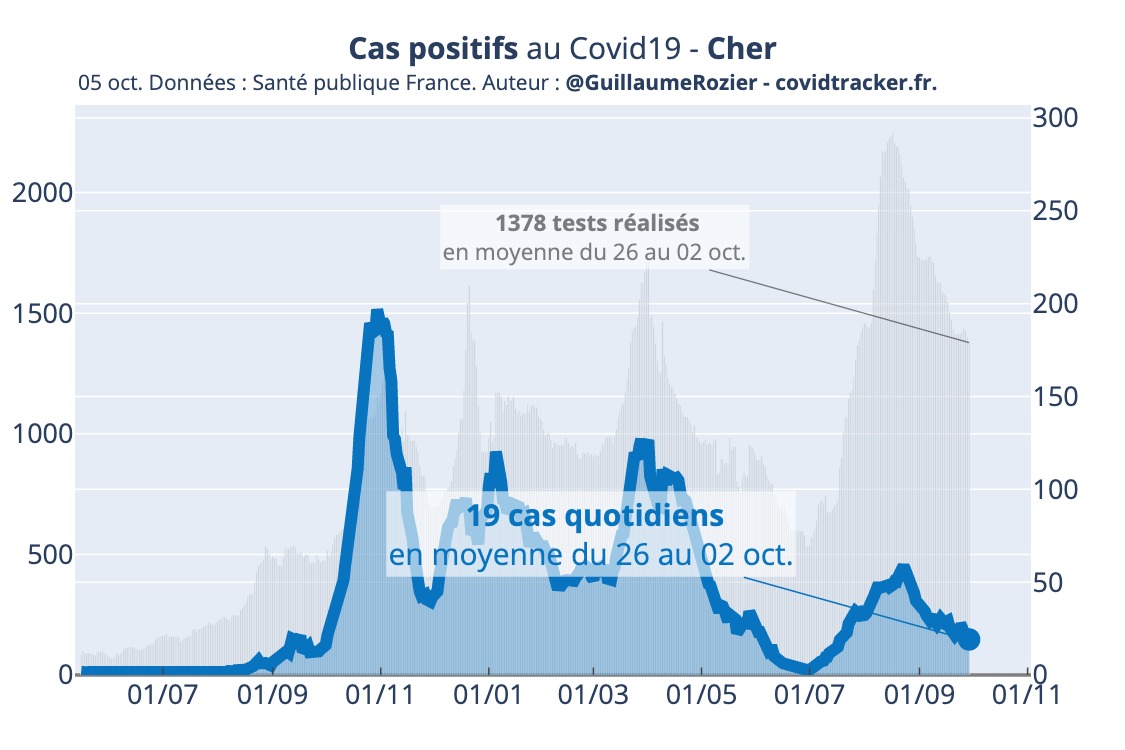 Cas positifs au Covid19 - Cher
05 oct. Données : Santé publique France. Auteur : @GuillaumeRozier - covidtracker.fr.
300
2000
250
1378 tests réalisés
en moyenne du 26 au 02 oct.
1500
200
150
1000
100
19 cas quotidiens
en moyenne du 26 au 02 oct.
500
50
0
0
01/07 01/09 01/11 01/01 01/03 01/05 01/07 01/09 01/11